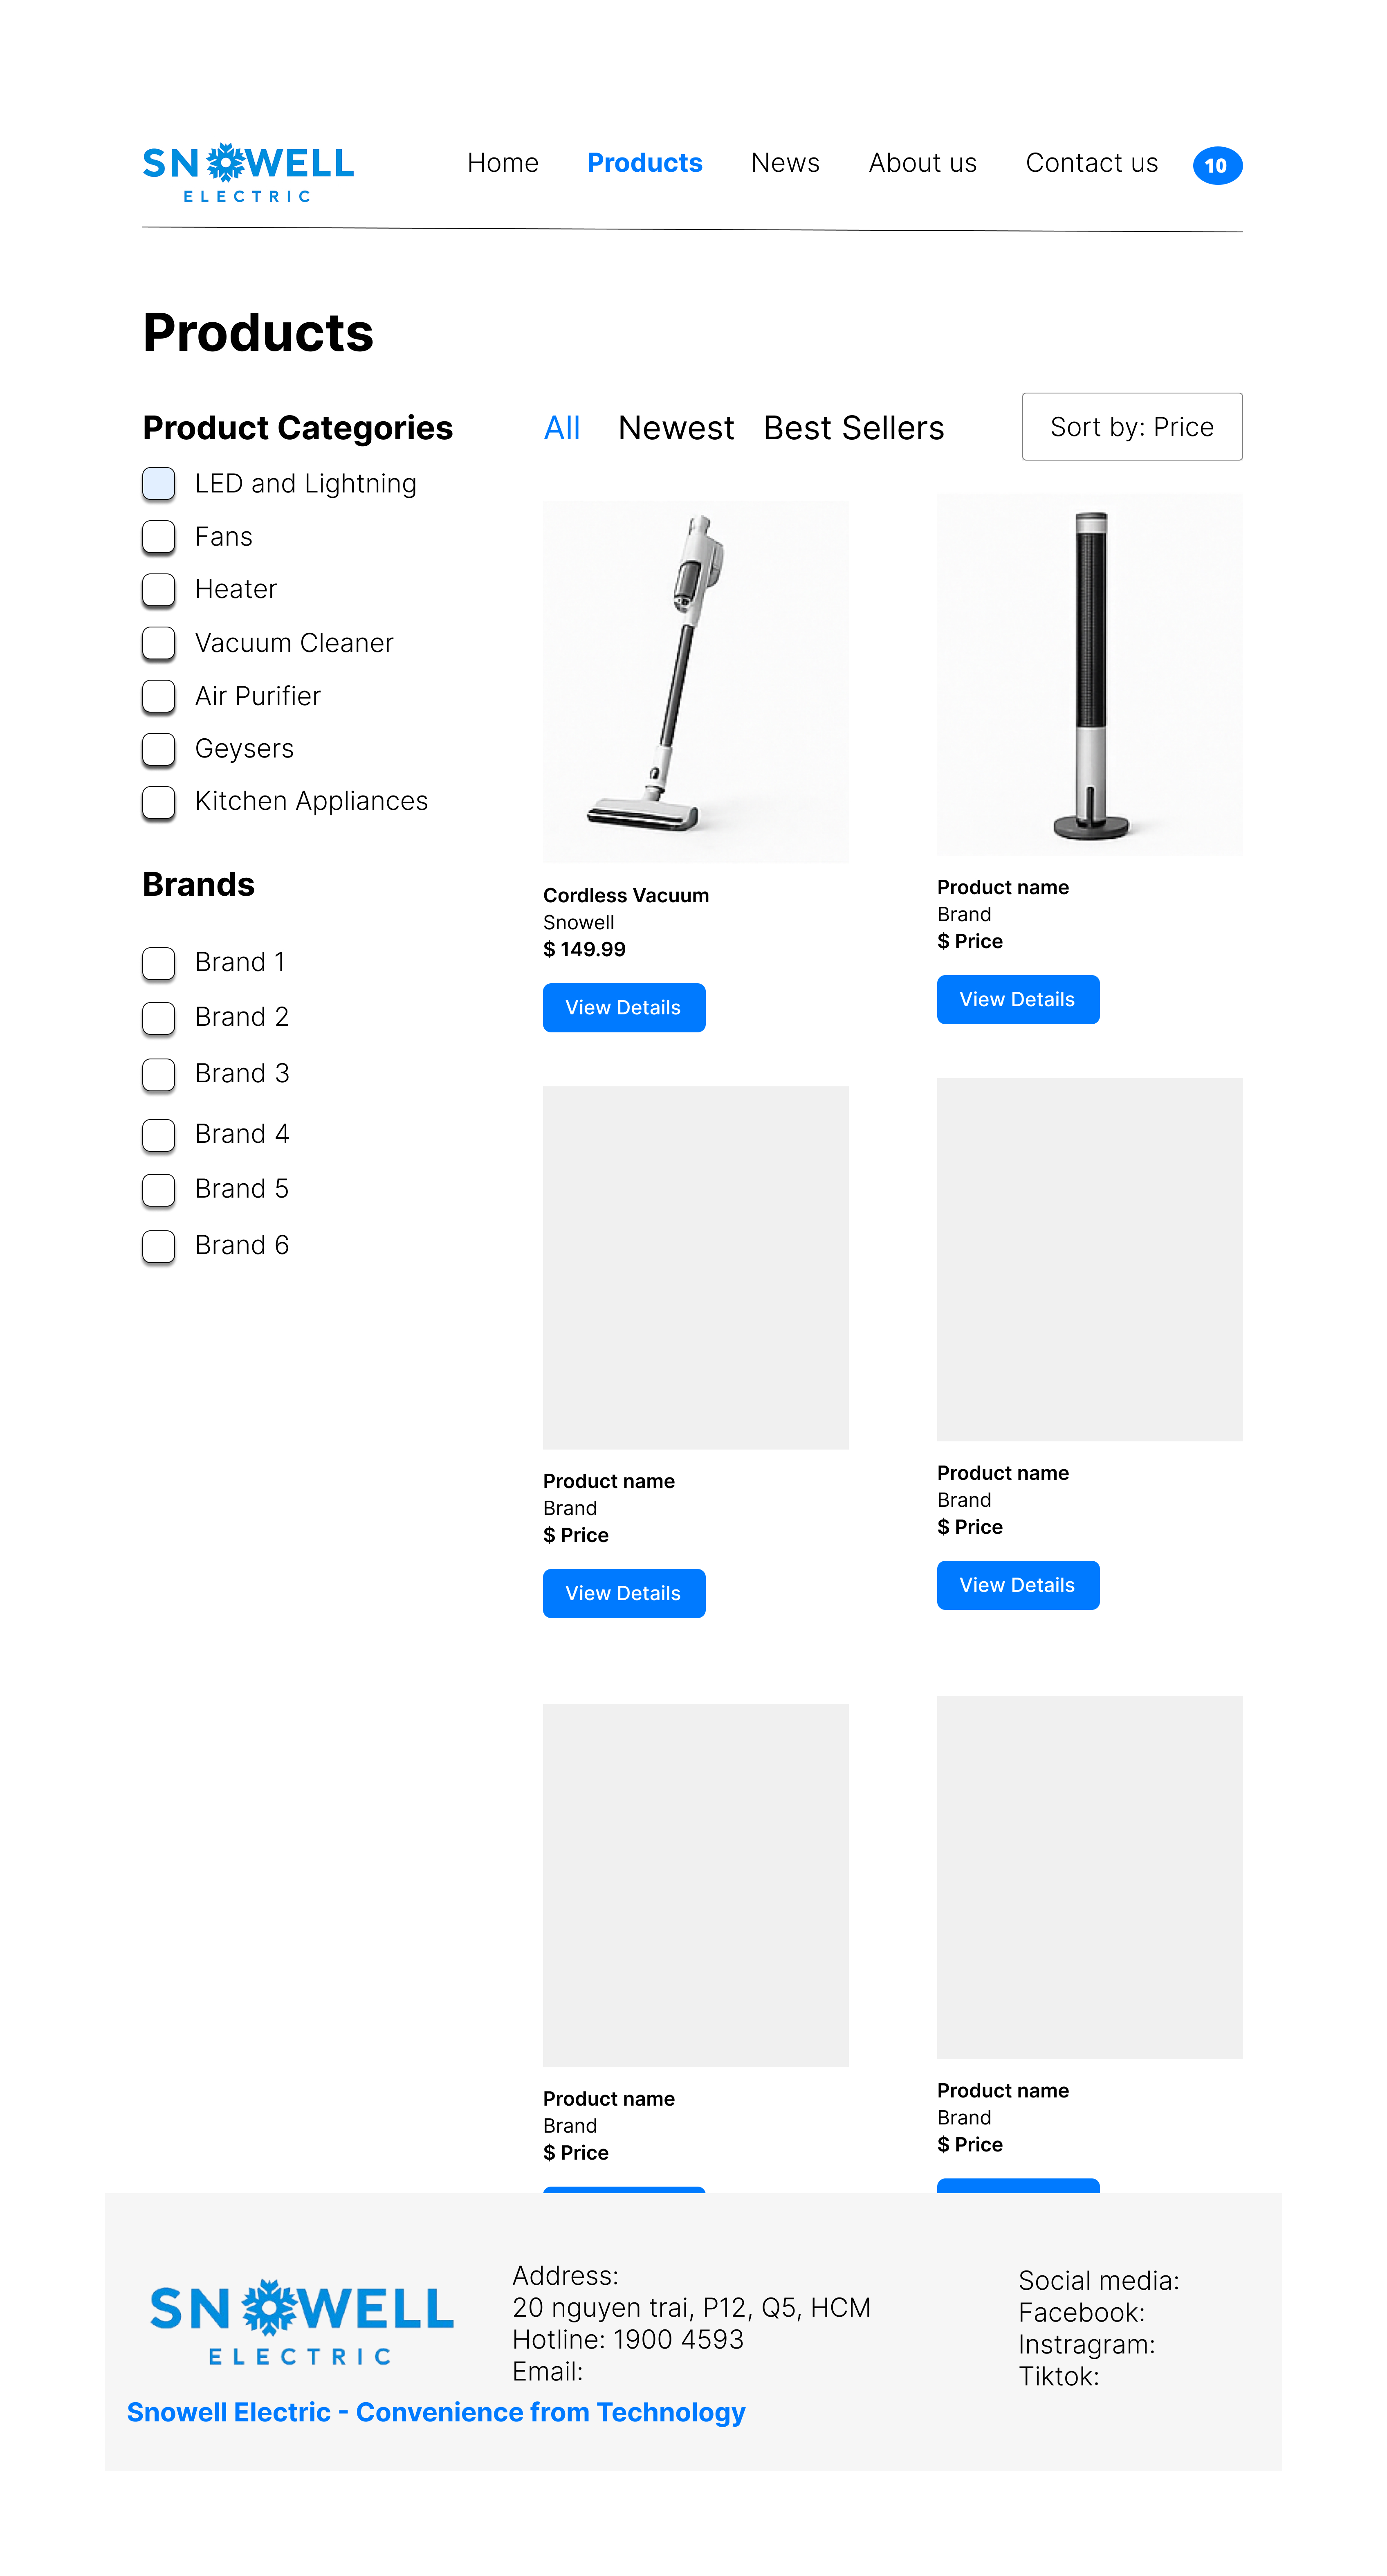 SNOWELL
ELECTRIC
Home Products News About us Contact us 10
Products
Product Categories
LED and Lightning
Fans
Heater
Vacuum Cleaner
Air Purifier
Geysers
Kitchen Appliances
Brands
Brand 1
Brand 2
Brand 3
Brand 4
Brand 5
Brand 6
All Newest Best Sellers Sort by: Price
Cordless Vacuum
Snowell
$ 149.99
View Details
Product name
Brand
$ Price
View Details
Product name
Brand
$ Price
View Details
Product name
Brand
$ Price
View Details
Product name
Brand
$ Price
Product name
Brand
$ Price
SNOWELL
ELECTRIC
Snowell Electric - Convenience from Technology
Address:
20 nguyen trai, P12, Q5, HCM
Hotline: 1900 4593
Email:
Social media:
Facebook:
Instragram:
Tiktok: